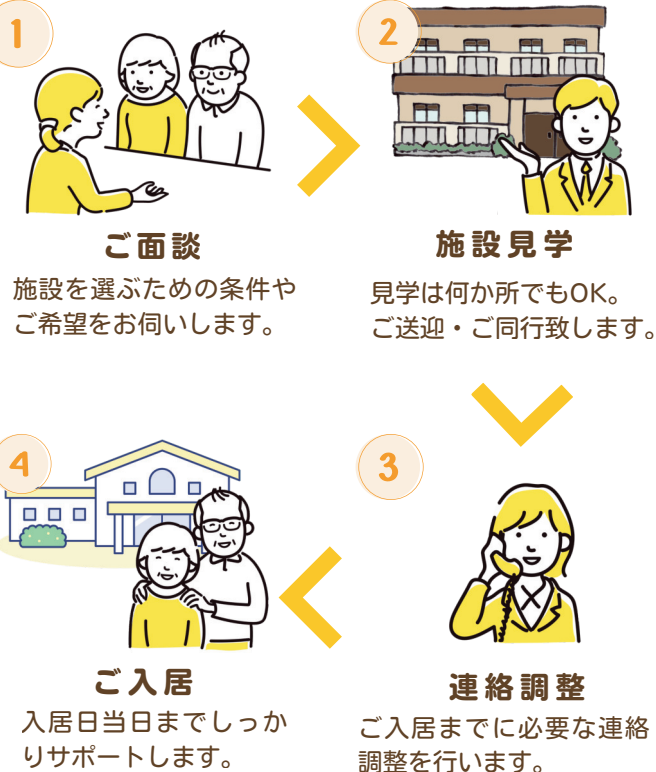 1
ご面談
施設を選ぶための条件や
ご希望をお伺いします。
2
施設見学
見学は何か所でもOK。
ご送迎・ご同行致します。
3
連絡調整
ご入居までに必要な連絡
調整を行います。
4
ご入居
入居日当日までしっか
りサポートします。